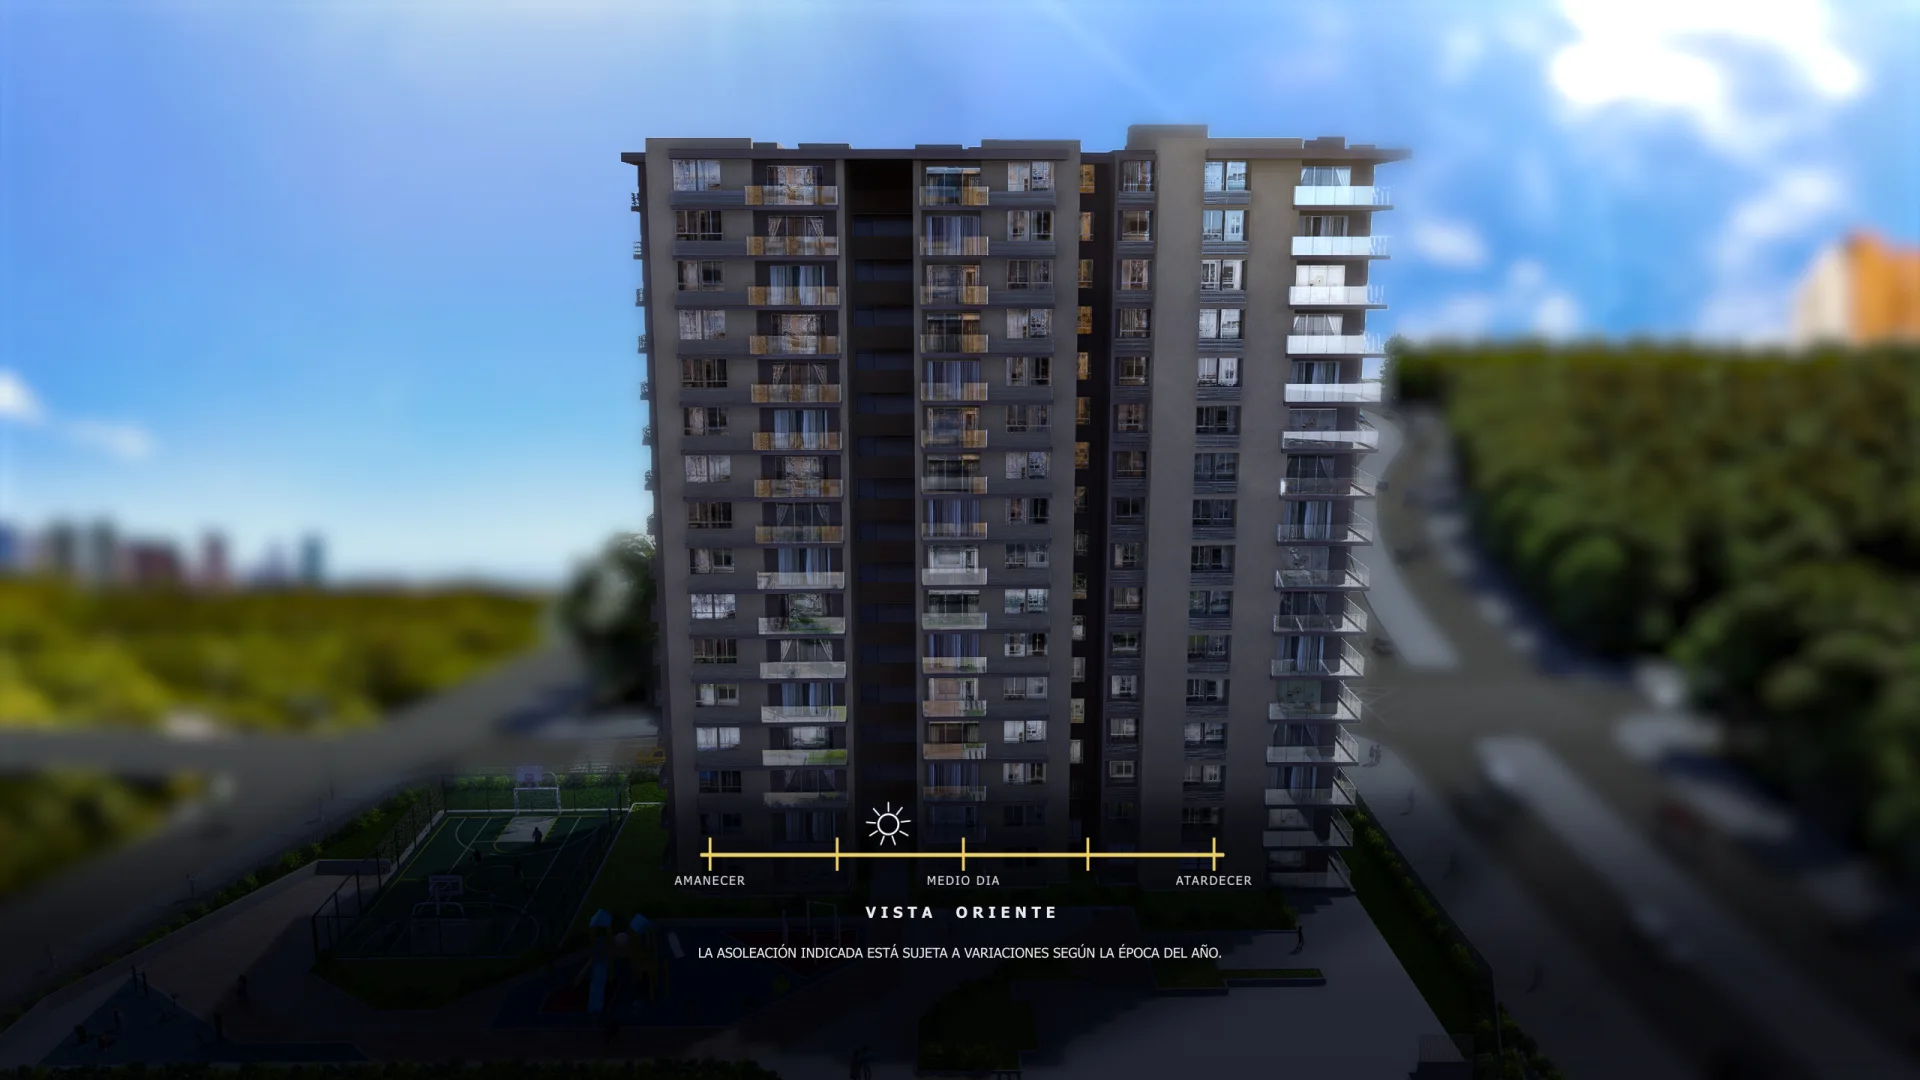 AMANECER MEDIO DIA ATARDECER
VISTA ORIENTE
LA ASOLEACIÓN INDICADA ESTÁ SUJETA A VARIACIONES SEGÚN LA ÉPOCA DEL AÑO.